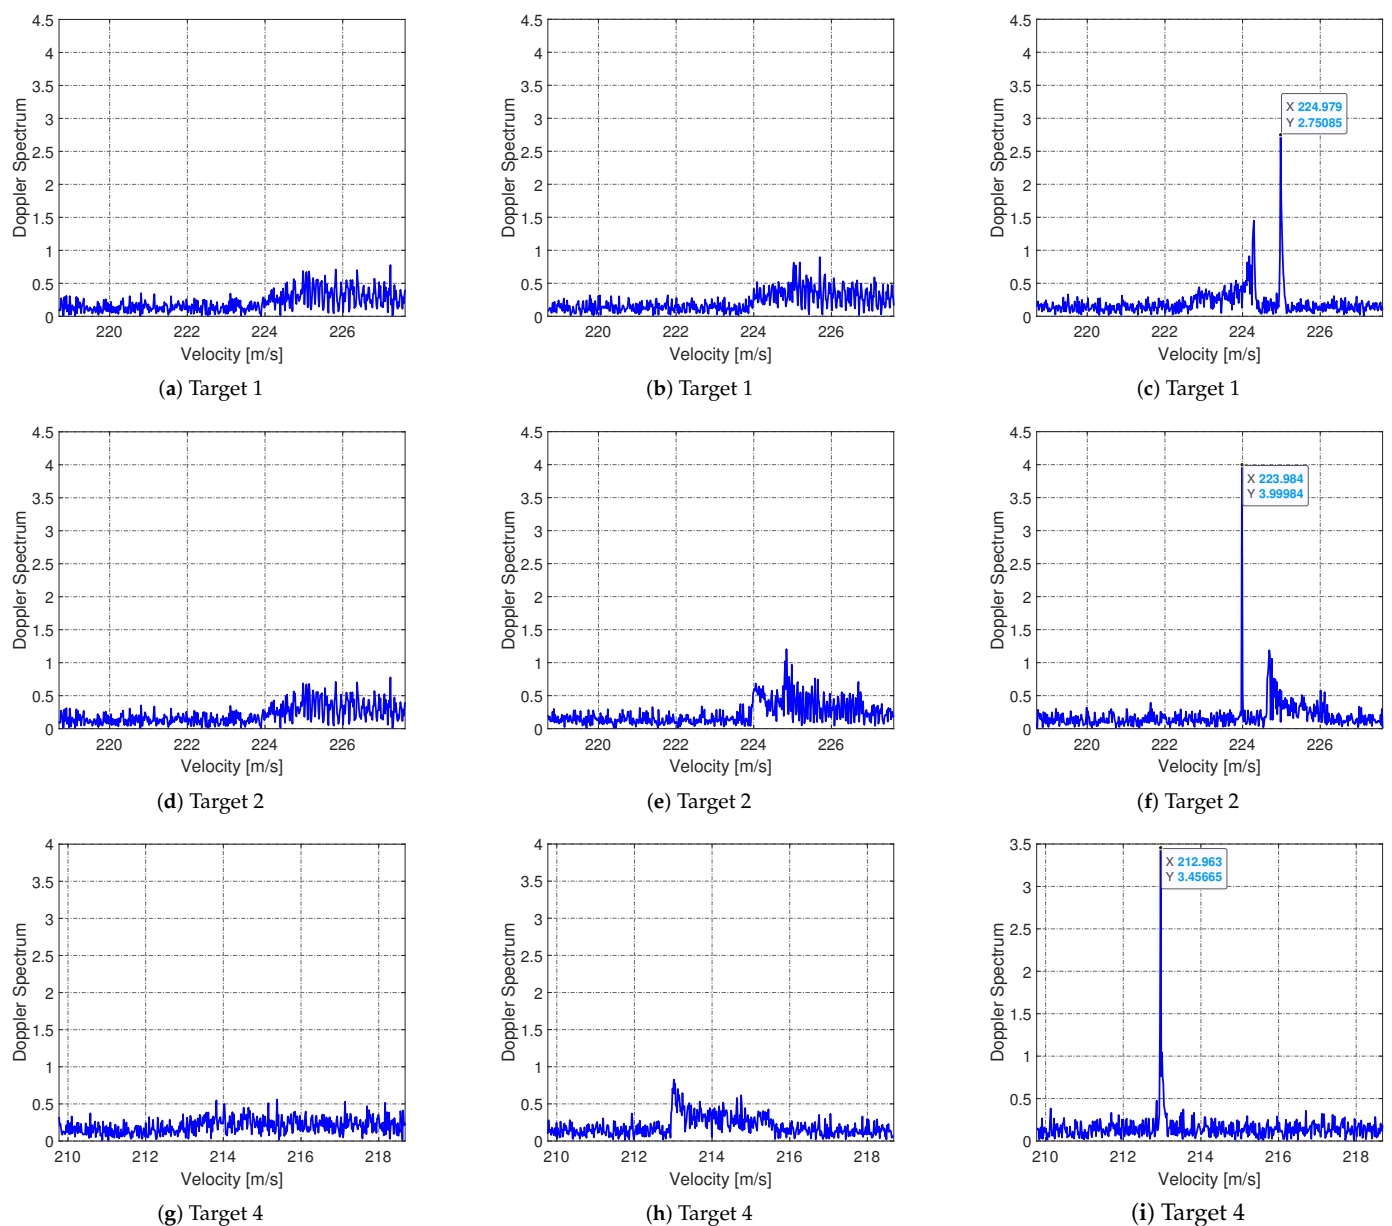 4.5
4
3.5
3
2.5
2
1.5
1
0.5
0
Doppler Spectrum
220 222 224 226
Velocity [m/s]
(a) Target 1
4.5
4
3.5
3
2.5
2
1.5
1
0.5
0
Doppler Spectrum
220 222 224 226
Velocity [m/s]
(b) Target 1
4.5
4
3.5
3
2.5
2
1.5
1
0.5
0
Doppler Spectrum
X 224.979
Y 2.75085
220 222 224 226
Velocity [m/s]
(c) Target 1
4.5
4
3.5
3
2.5
2
1.5
1
0.5
0
Doppler Spectrum
220 222 224 226
Velocity [m/s]
(d) Target 2
4.5
4
3.5
3
2.5
2
1.5
1
0.5
0
Doppler Spectrum
220 222 224 226
Velocity [m/s]
(e) Target 2
4.5
4
3.5
3
2.5
2
1.5
1
0.5
0
Doppler Spectrum
X 223.984
Y 3.99984
220 222 224 226
Velocity [m/s]
(f) Target 2
4
3.5
3
2.5
2
1.5
1
0.5
0
Doppler Spectrum
210 212 214 216 218
Velocity [m/s]
(g) Target 4
4
3.5
3
2.5
2
1.5
1
0.5
0
Doppler Spectrum
210 212 214 216 218
Velocity [m/s]
(h) Target 4
3.5
3
2.5
2
1.5
1
0.5
0
Doppler Spectrum
X 212.963
Y 3.45665
210 212 214 216 218
Velocity [m/s]
(i) Target 4